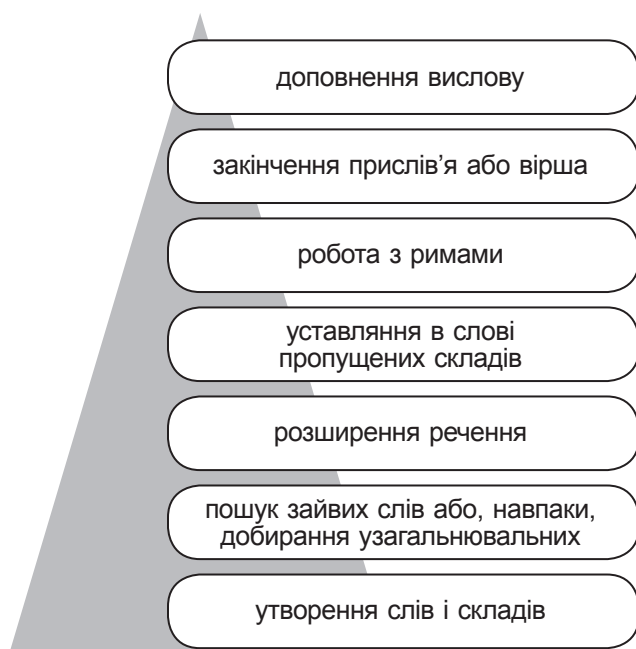 доповнення вислову
закінчення прислів’я або вірша
робота з римами
уставляння в слові
пропущених складів
розширення речення
пошук зайвих слів або, навпаки,
добирання узагальнювальних
утворення слів і складів